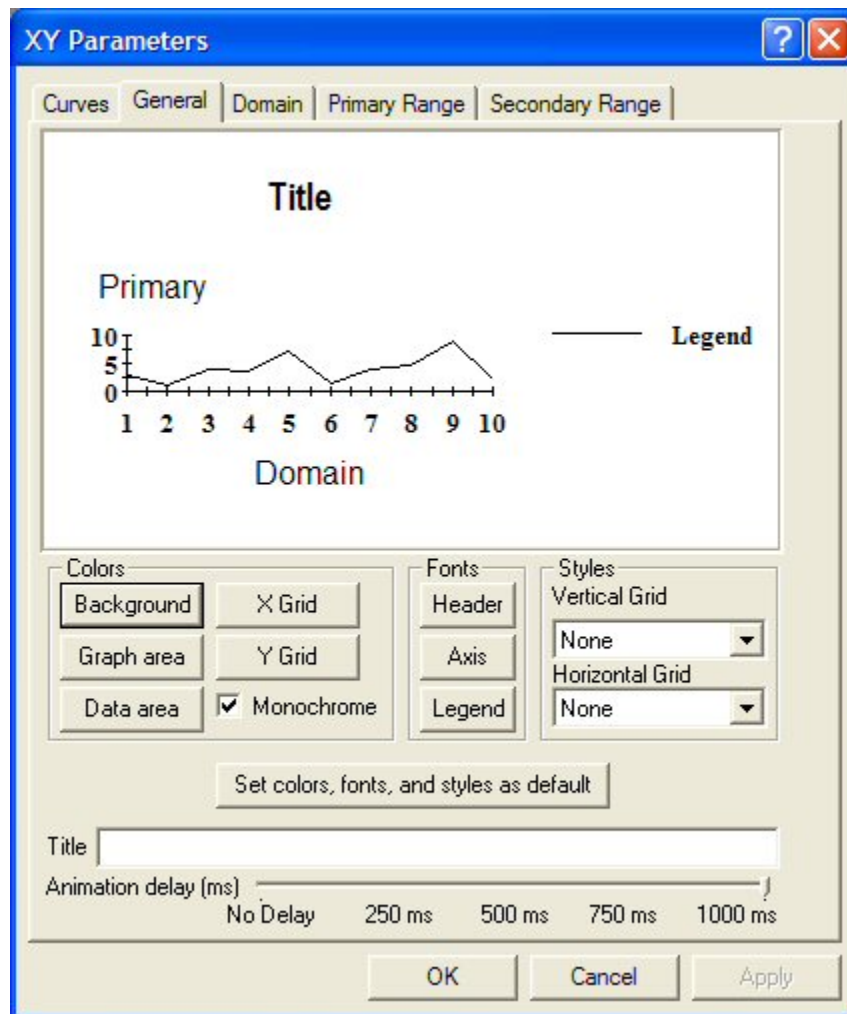 XY Parameters
Curves General Domain Primary Range Secondary Range
Title
Primary
10
5
0
1 2 3 4 5 6 7 8 9 10
Domain
Legend
Colors
Background X Grid
Graph area Y Grid
Data area Monochrome
Fonts
Header
Axis
Legend
Styles
Vertical Grid
None
Horizontal Grid
None
Set colors, fonts, and styles as default
Title
Animation delay (ms)
No Delay 250 ms 500 ms 750 ms 1000 ms
OK Cancel Apply